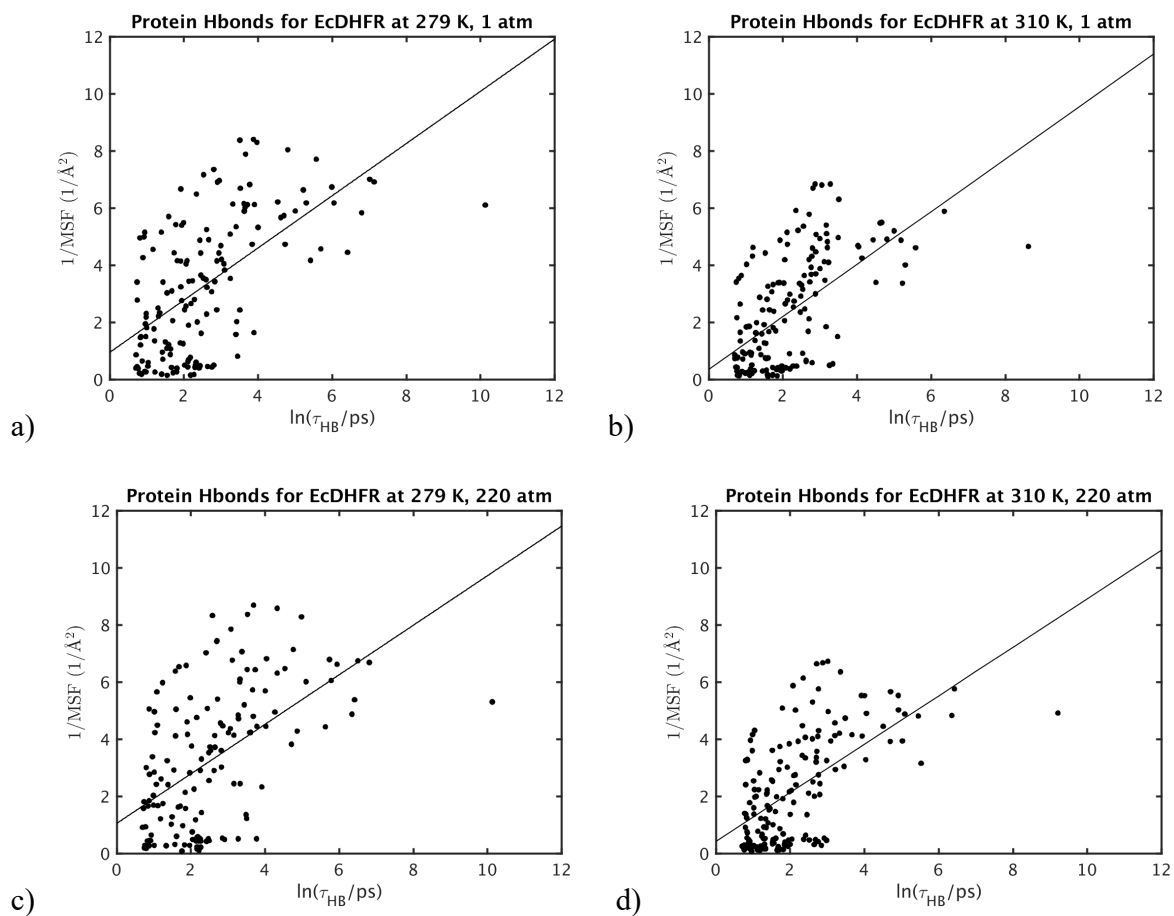 Protein Hbonds for EcDHFR at 279 K, 1 atm
12
10
8
6
4
2
0
1/MSF (1/Å²)
0 2 4 6 8 10 12
ln(τHB/ps)
a)
Protein Hbonds for EcDHFR at 310 K, 1 atm
12
10
8
6
4
2
0
1/MSF (1/Å²)
0 2 4 6 8 10 12
ln(τHB/ps)
b)
Protein Hbonds for EcDHFR at 279 K, 220 atm
12
10
8
6
4
2
0
1/MSF (1/Å²)
0 2 4 6 8 10 12
ln(τHB/ps)
c)
Protein Hbonds for EcDHFR at 310 K, 220 atm
12
10
8
6
4
2
0
1/MSF (1/Å²)
0 2 4 6 8 10 12
ln(τHB/ps)
d)